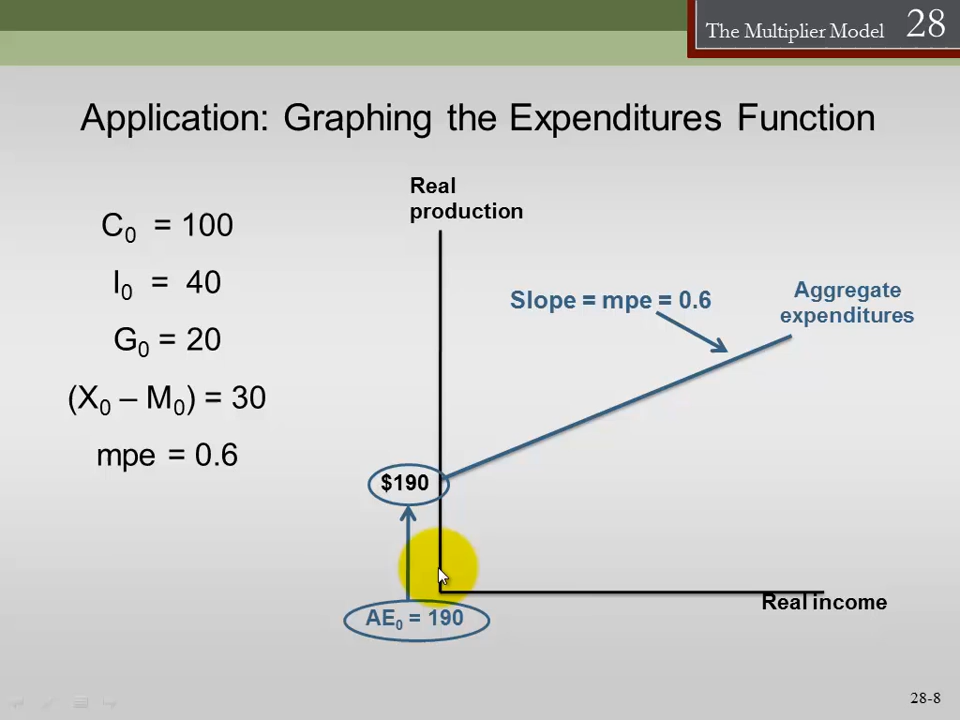 The Multiplier Model 28
Application: Graphing the Expenditures Function
C₀ = 100
I₀ = 40
G₀ = 20
(X₀ – M₀) = 30
mpe = 0.6
Real
production
Slope = mpe = 0.6
Aggregate
expenditures
$190
AE₀ = 190
Real income
28-8